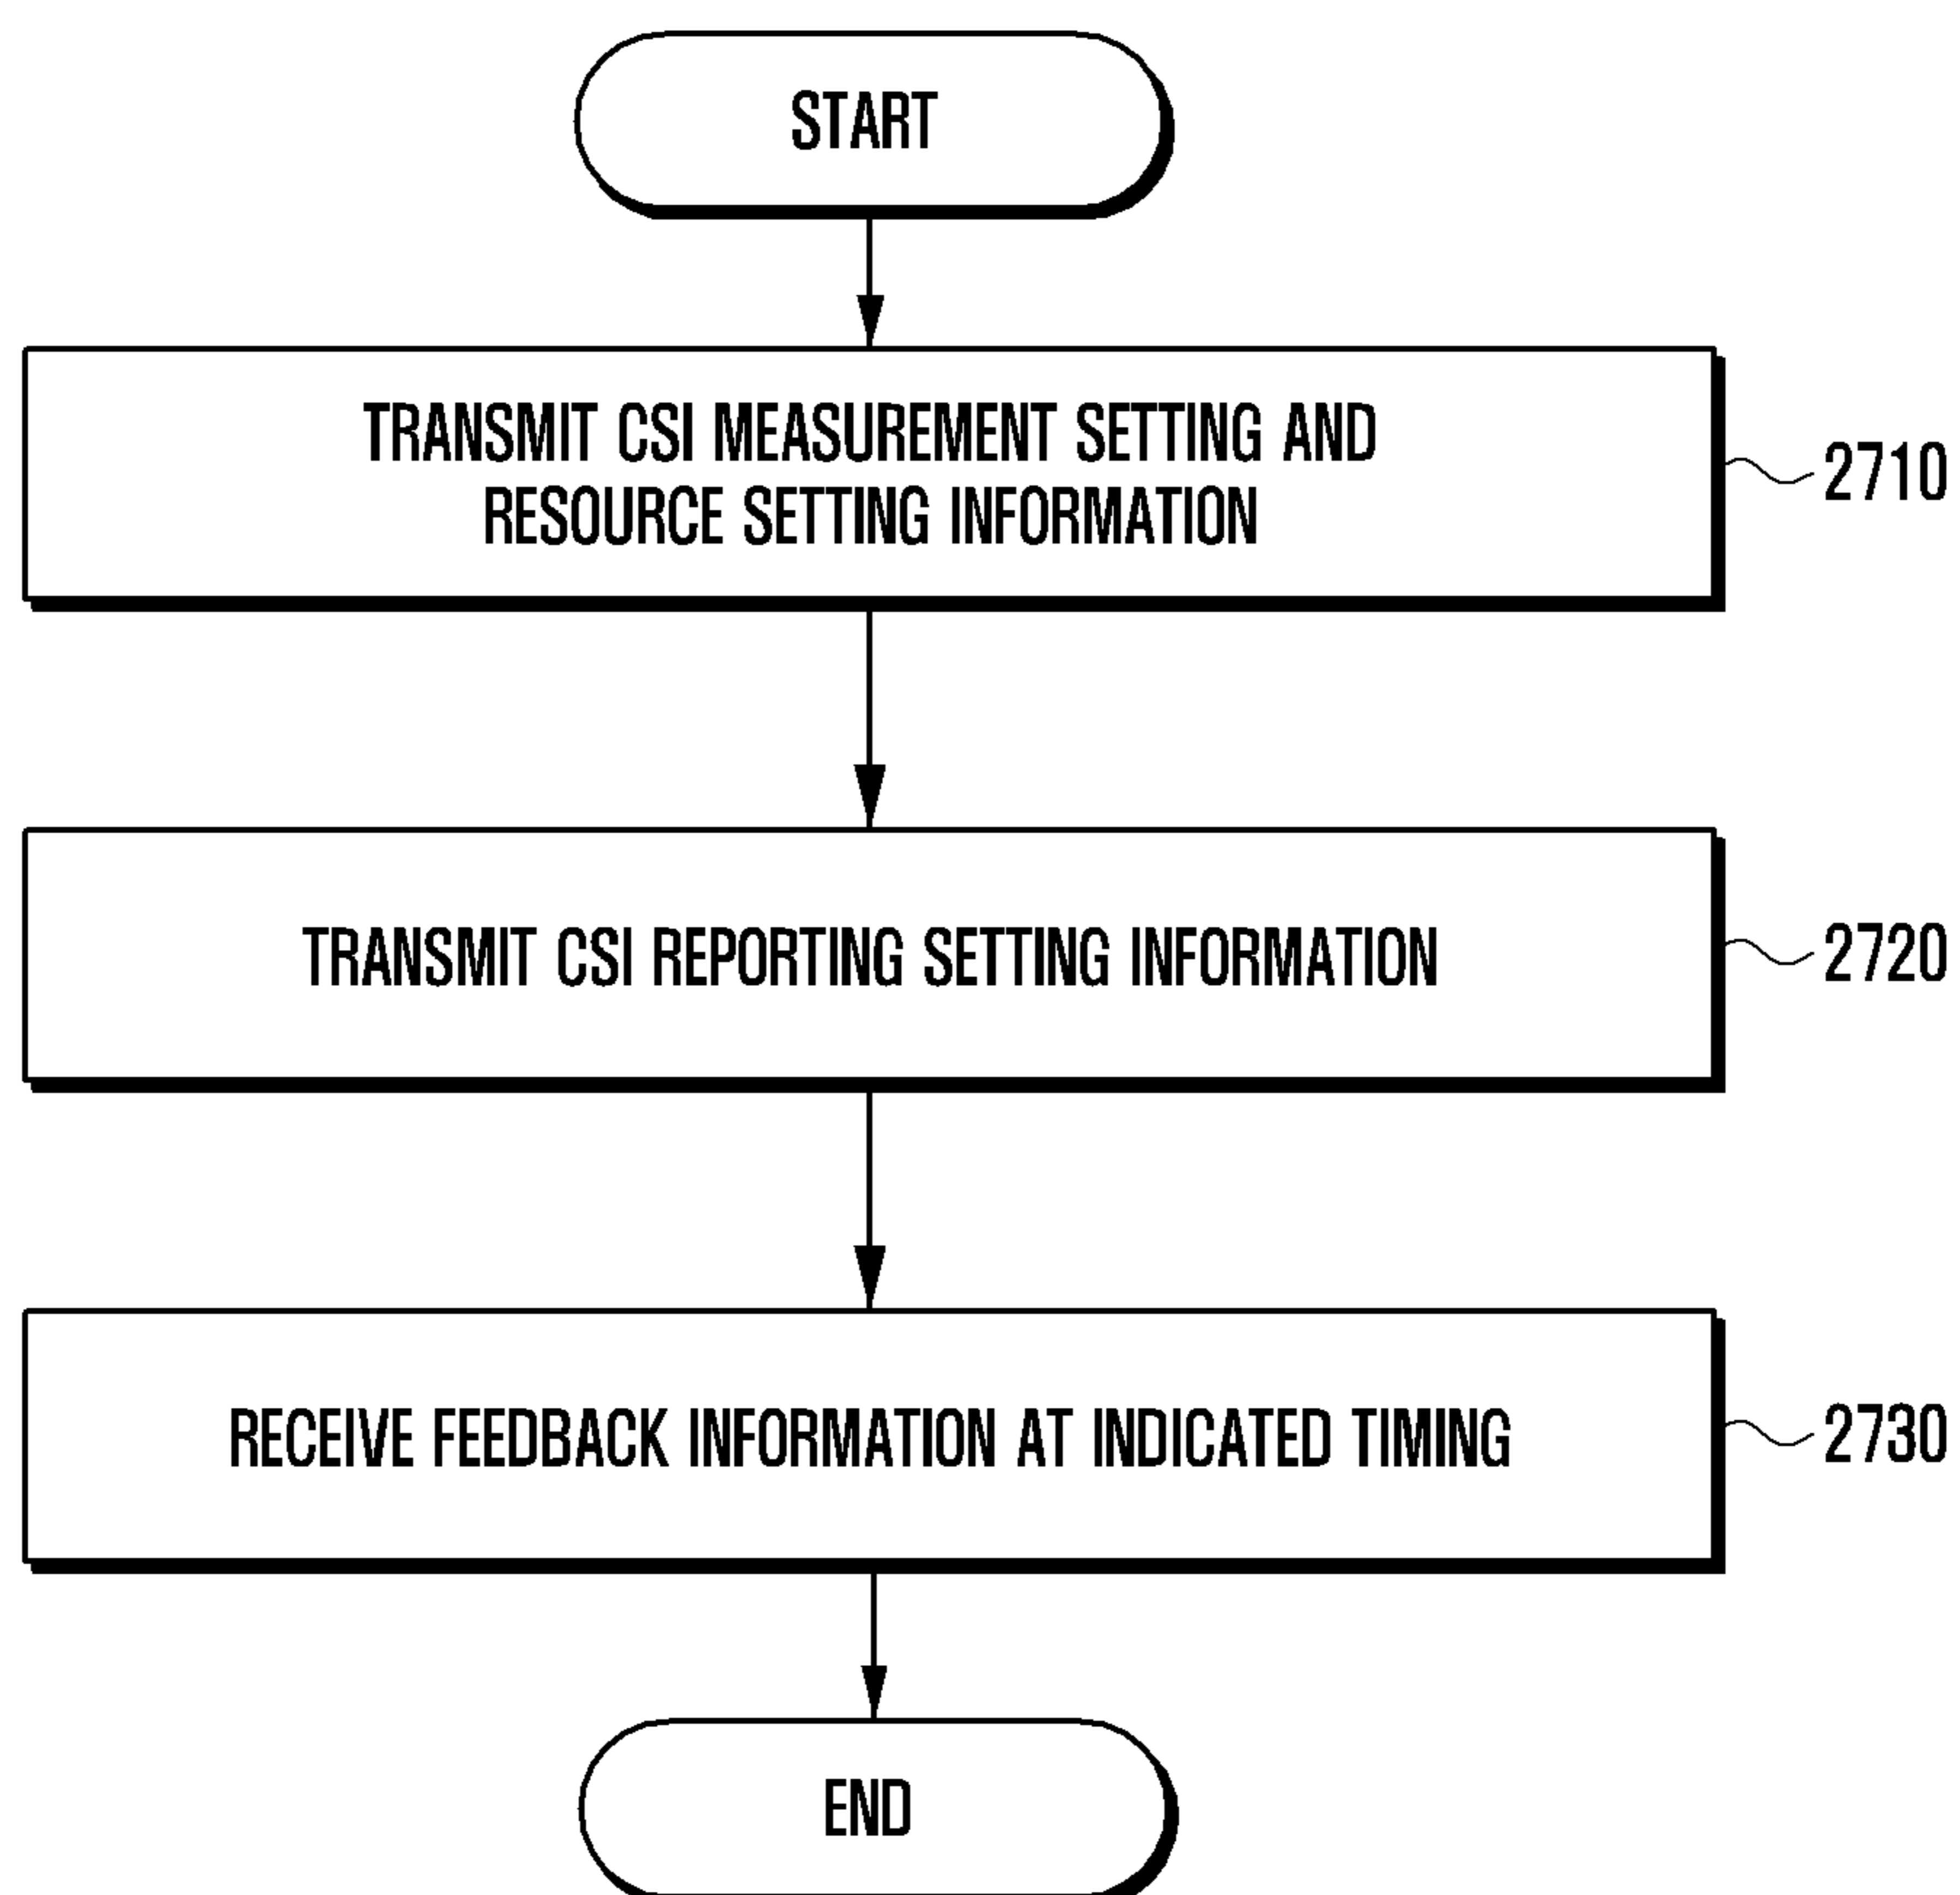 START
TRANSMIT CSI MEASUREMENT SETTING AND
RESOURCE SETTING INFORMATION
2710
TRANSMIT CSI REPORTING SETTING INFORMATION
2720
RECEIVE FEEDBACK INFORMATION AT INDICATED TIMING
2730
END